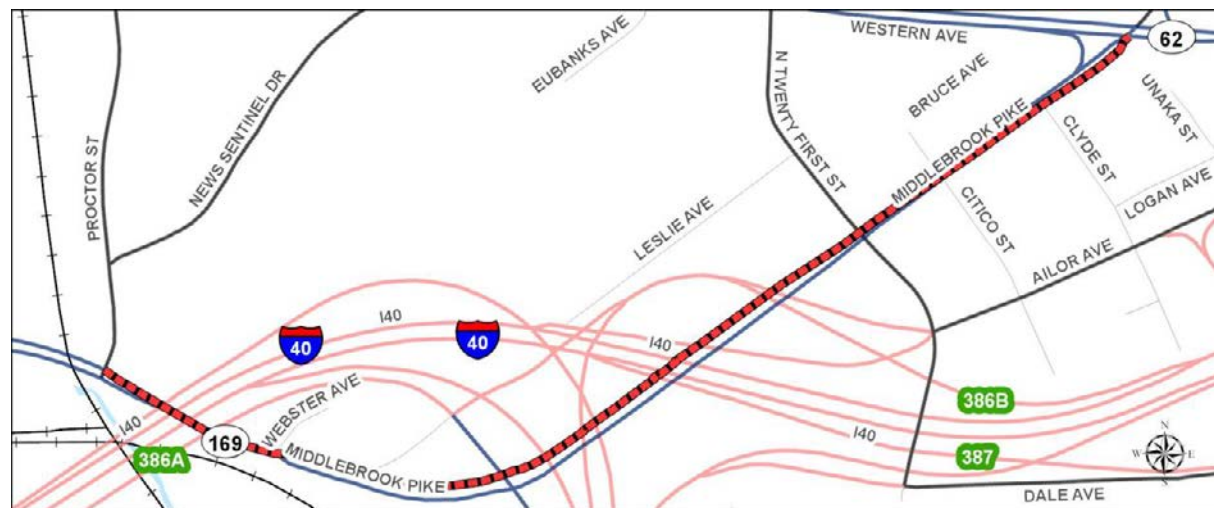 WESTERN AVE
62
EUBANKS AVE
N TWENTY FIRST ST
BRUCE AVE
UNAKA ST
NEWS SENTINEL DR
PROCTOR ST
MIDDLEBROOK PIKE
CLYDE ST
LESLIE AVE
CITICO ST
LOGAN AVE
AILOR AVE
I40
40
40
I40
WEBSTER AVE
386B
I40
169
I40
386A
MIDDLEBROOK PIKE
387
N
W
E
S
DALE AVE